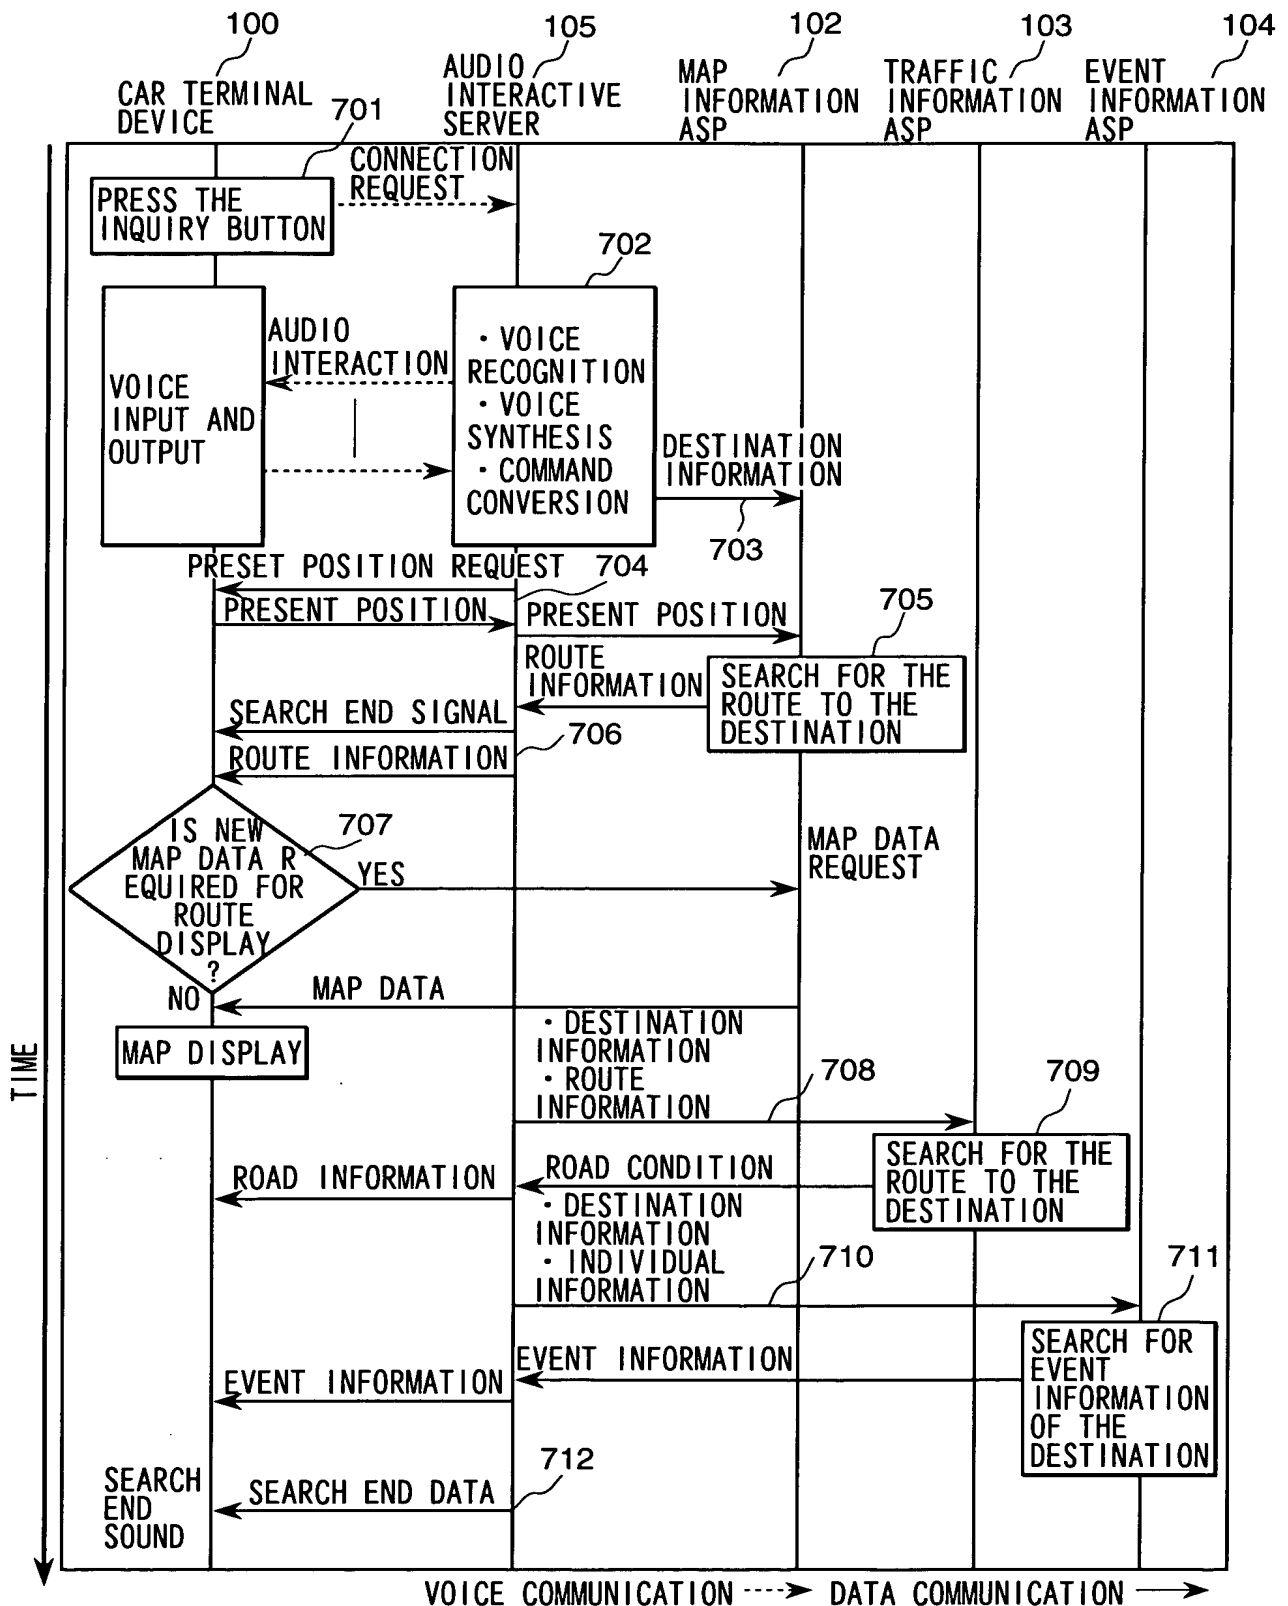 100
105
102
103
104
CAR TERMINAL
DEVICE
AUDIO
INTERACTIVE
SERVER
MAP
INFORMATION
ASP
TRAFFIC
INFORMATION
ASP
EVENT
INFORMATION
ASP
701
CONNECTION
REQUEST
PRESS THE
INQUIRY BUTTON
702
AUDIO
INTERACTION
VOICE
INPUT AND
OUTPUT
・VOICE
RECOGNITION
・VOICE
SYNTHESIS
・COMMAND
CONVERSION
DESTINATION
INFORMATION
703
PRESET POSITION REQUEST
704
PRESENT POSITION
PRESENT POSITION
705
ROUTE
INFORMATION
SEARCH FOR THE
ROUTE TO THE
DESTINATION
SEARCH END SIGNAL
706
ROUTE INFORMATION
IS NEW
MAP DATA R
EQUIRED FOR
ROUTE
DISPLAY
?
707
YES
MAP DATA
REQUEST
NO
MAP DATA
MAP DISPLAY
・DESTINATION
INFORMATION
・ROUTE
INFORMATION
708
709
TIME
SEARCH FOR THE
ROUTE TO THE
DESTINATION
ROAD CONDITION
ROAD INFORMATION
・DESTINATION
INFORMATION
・INDIVIDUAL
INFORMATION
710
711
SEARCH FOR
EVENT
INFORMATION
OF THE
DESTINATION
EVENT INFORMATION
EVENT INFORMATION
712
SEARCH
END
SOUND
SEARCH END DATA
VOICE COMMUNICATION
DATA COMMUNICATION